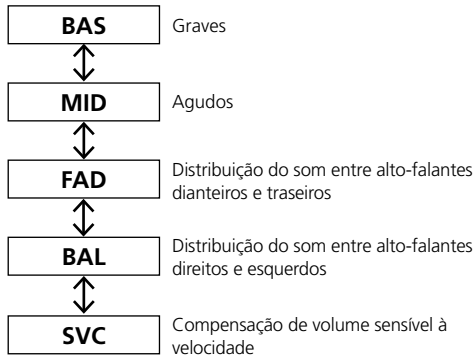 BAS
Graves
MID
Agudos
FAD
Distribuição do som entre alto-falantes
dianteiros e traseiros
BAL
Distribuição do som entre alto-falantes
direitos e esquerdos
SVC
Compensação de volume sensível à
velocidade